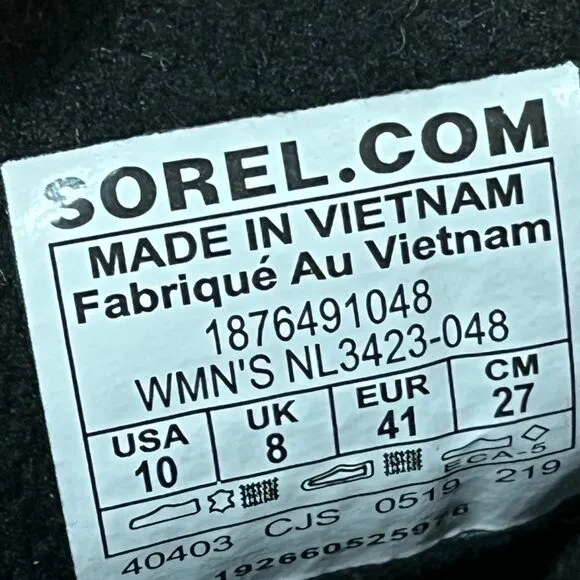 SOREL.COM
MADE IN VIETNAM
Fabriqué Au Vietnam
1876491048
WMN'S NL3423-048
USA UK EUR CM
10 8 41 27
ECA-5
40403 CJS 0519 219
192660525976